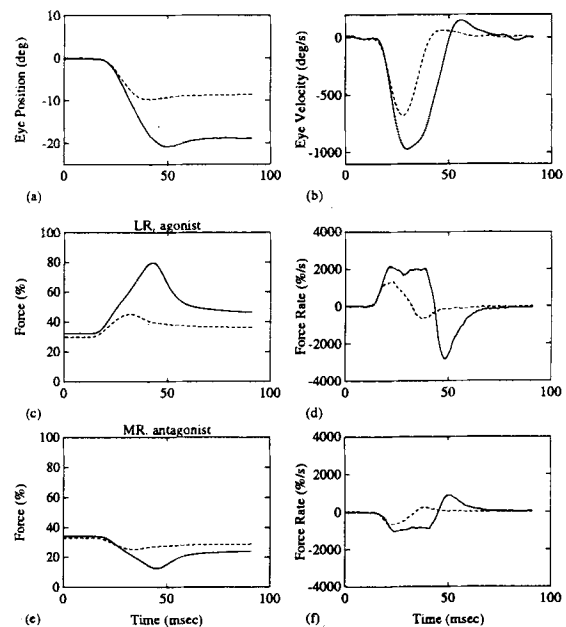 10
0
-10
-20
Eye Position (deg)
0
50
100
(a)
0
-500
-1000
Eye Velocity (deg/s)
0
50
100
(b)
LR, agonist
100
80
60
40
20
0
Force (%)
0
50
100
(c)
4000
2000
0
-2000
-4000
Force Rate (%/s)
0
50
100
(d)
MR. antagonist
100
80
60
40
20
0
Force (%)
0
50
100
(e)
Time (msec)
4000
2000
0
-2000
-4000
Force Rate (%/s)
0
50
100
(f)
Time (msec)